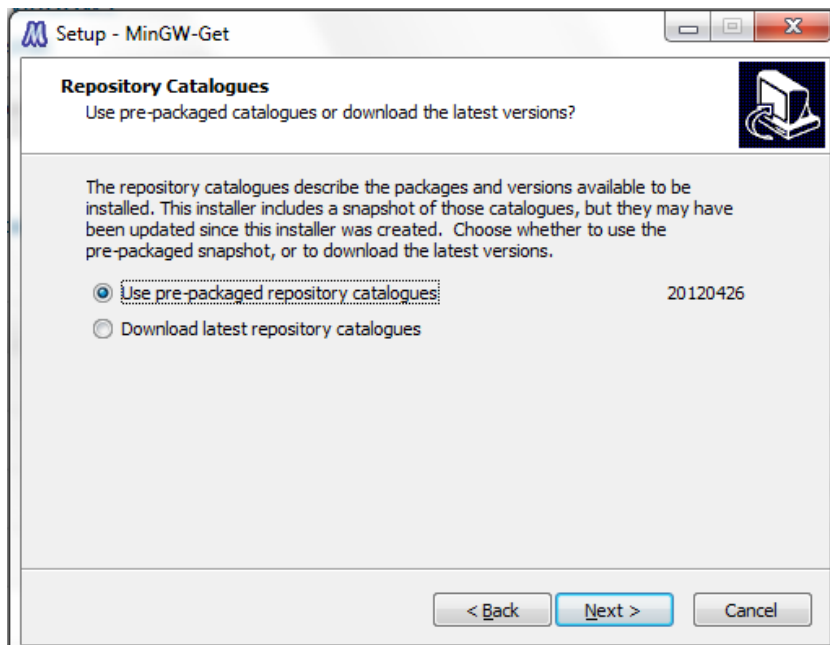 Setup - MinGW-Get
Repository Catalogues
Use pre-packaged catalogues or download the latest versions?
The repository catalogues describe the packages and versions available to be
installed. This installer includes a snapshot of those catalogues, but they may have
been updated since this installer was created.  Choose whether to use the
pre-packaged snapshot, or to download the latest versions.
Use pre-packaged repository catalogues 20120426
Download latest repository catalogues
< Back Next > Cancel